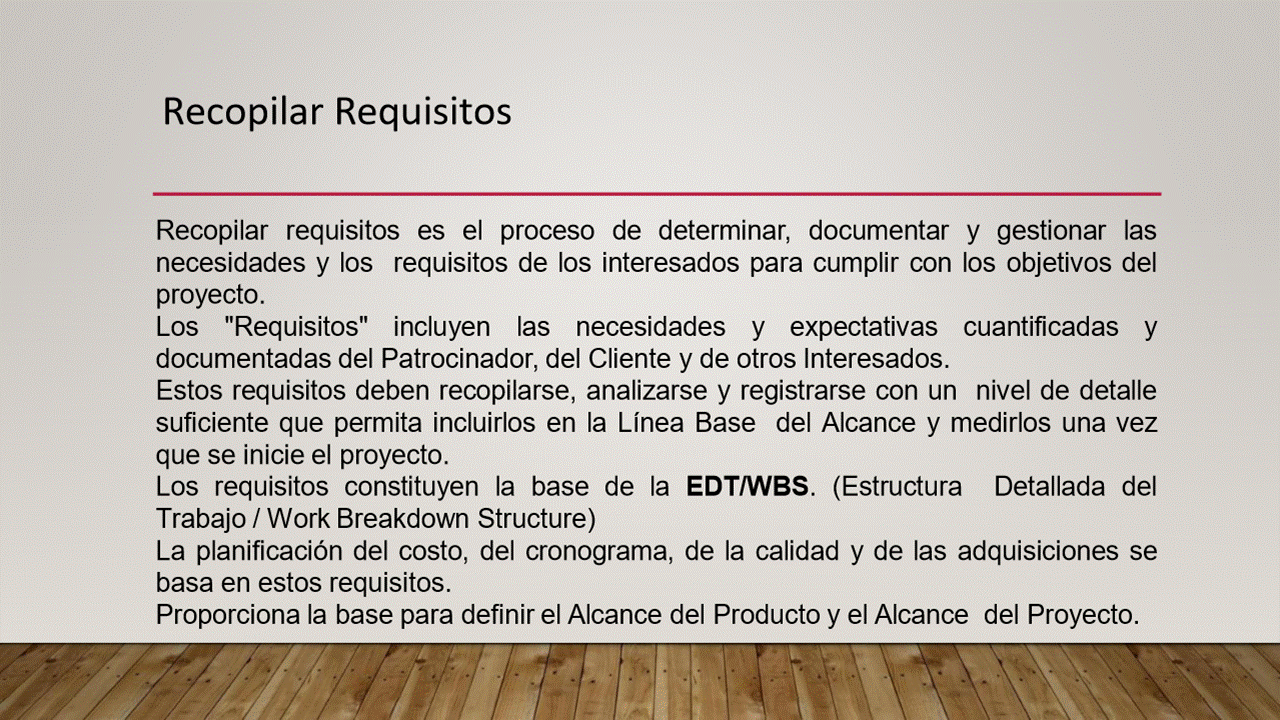 Recopilar Requisitos
Recopilar requisitos es el proceso de determinar, documentar y gestionar las
necesidades y los requisitos de los interesados para cumplir con los objetivos del
proyecto.
Los "Requisitos" incluyen las necesidades y expectativas cuantificadas y
documentadas del Patrocinador, del Cliente y de otros Interesados.
Estos requisitos deben recopilarse, analizarse y registrarse con un nivel de detalle
suficiente que permita incluirlos en la Línea Base del Alcance y medirlos una vez
que se inicie el proyecto.
Los requisitos constituyen la base de la EDT/WBS. (Estructura Detallada del
Trabajo / Work Breakdown Structure)
La planificación del costo, del cronograma, de la calidad y de las adquisiciones se
basa en estos requisitos.
Proporciona la base para definir el Alcance del Producto y el Alcance del Proyecto.